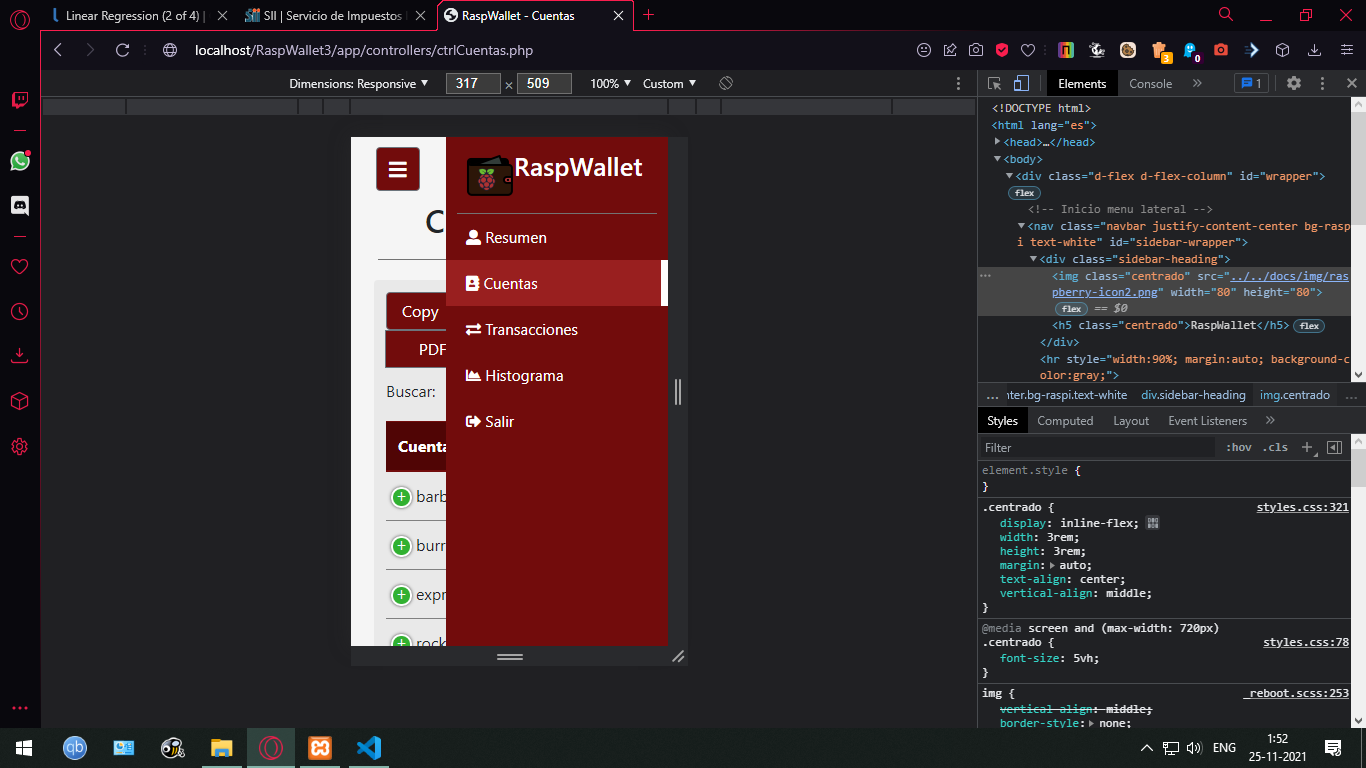 Linear Regression (2 of 4) |
SII | Servicio de Impuestos
RaspWallet - Cuentas
localhost/RaspWallet3/app/controllers/ctrlCuentas.php
3
0
Dimensions: Responsive
317
×
509
100%
Custom
Elements
Console
»
1
RaspWallet
Resumen
Cuentas
Transacciones
Histograma
Salir
C
Copy
PDF
Buscar:
Cuenta
barb
burr
expr
rock
<!DOCTYPE html>
<html lang="es">
<head>…</head>
<body>
<div class="d-flex d-flex-column" id="wrapper">
flex
<!-- Inicio menu lateral -->
<nav class="navbar justify-content-center bg-rasp
i text-white" id="sidebar-wrapper">
<div class="sidebar-heading">
<img class="centrado" src="../../docs/img/ras
pberry-icon2.png" width="80" height="80">
flex == $0
<h5 class="centrado">RaspWallet</h5> flex
</div>
<hr style="width:90%; margin:auto; background-c
olor:gray;">
... nter.bg-raspi.text-white div.sidebar-heading img.centrado ...
Styles Computed Layout Event Listeners »
Filter
:hov .cls +
element.style {
}
.centrado { styles.css:321
display: inline-flex;
width: 3rem;
height: 3rem;
margin: auto;
text-align: center;
vertical-align: middle;
}
@media screen and (max-width: 720px)
.centrado { styles.css:78
font-size: 5vh;
}
img { _reboot.scss:253
vertical-align: middle;
border-style: none;
qb
ENG
1:52
25-11-2021